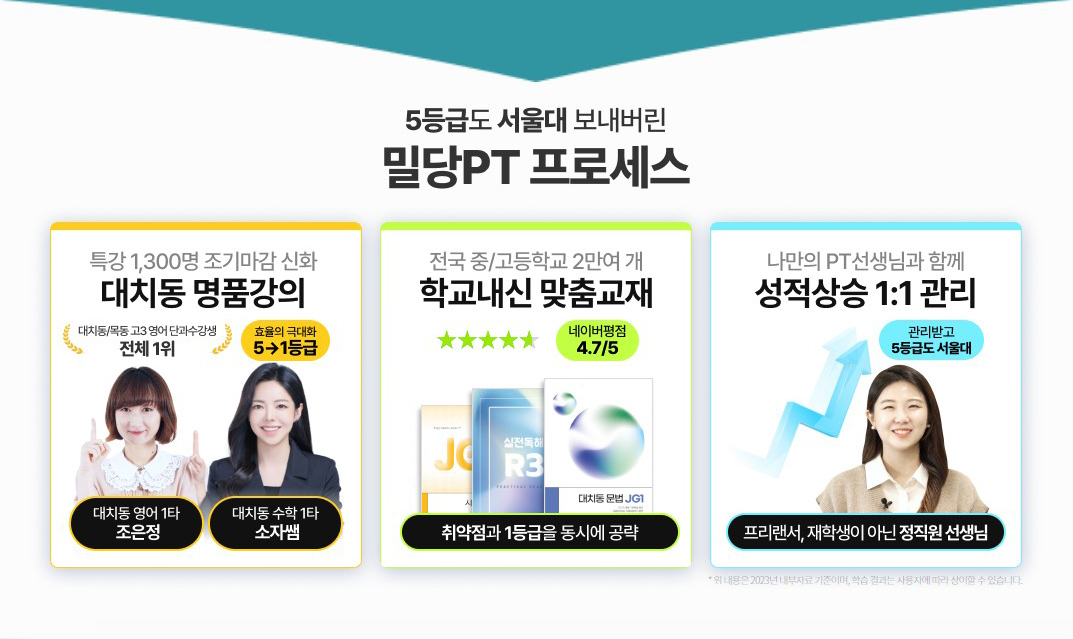 5등급도 서울대 보내버린
밀당PT 프로세스
특강 1,300명 조기마감 신화
대치동 명품강의
대치동/목동 고3 영어 단과수강생
전체 1위
효율의 극대화
5→1등급
대치동 영어 1타
조은정
대치동 수학 1타
소자쌤
전국 중/고등학교 2만여 개
학교내신 맞춤교재
네이버평점
4.7/5
JG
실전독해
R3
대치동 문법 JG1
취약점과 1등급을 동시에 공략
나만의 PT선생님과 함께
성적상승 1:1 관리
관리받고
5등급도 서울대
프리랜서, 재학생이 아닌 정직원 선생님
* 위 내용은 2023년 내부자료 기준이며, 학습 결과는 사용자에 따라 상이할 수 있습니다.